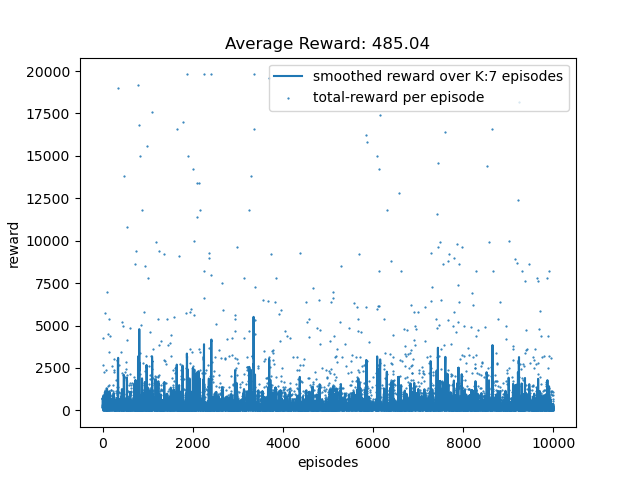 Average Reward: 485.04
smoothed reward over K:7 episodes
total-reward per episode
20000
17500
15000
12500
10000
7500
5000
2500
0
reward
0 2000 4000 6000 8000 10000
episodes